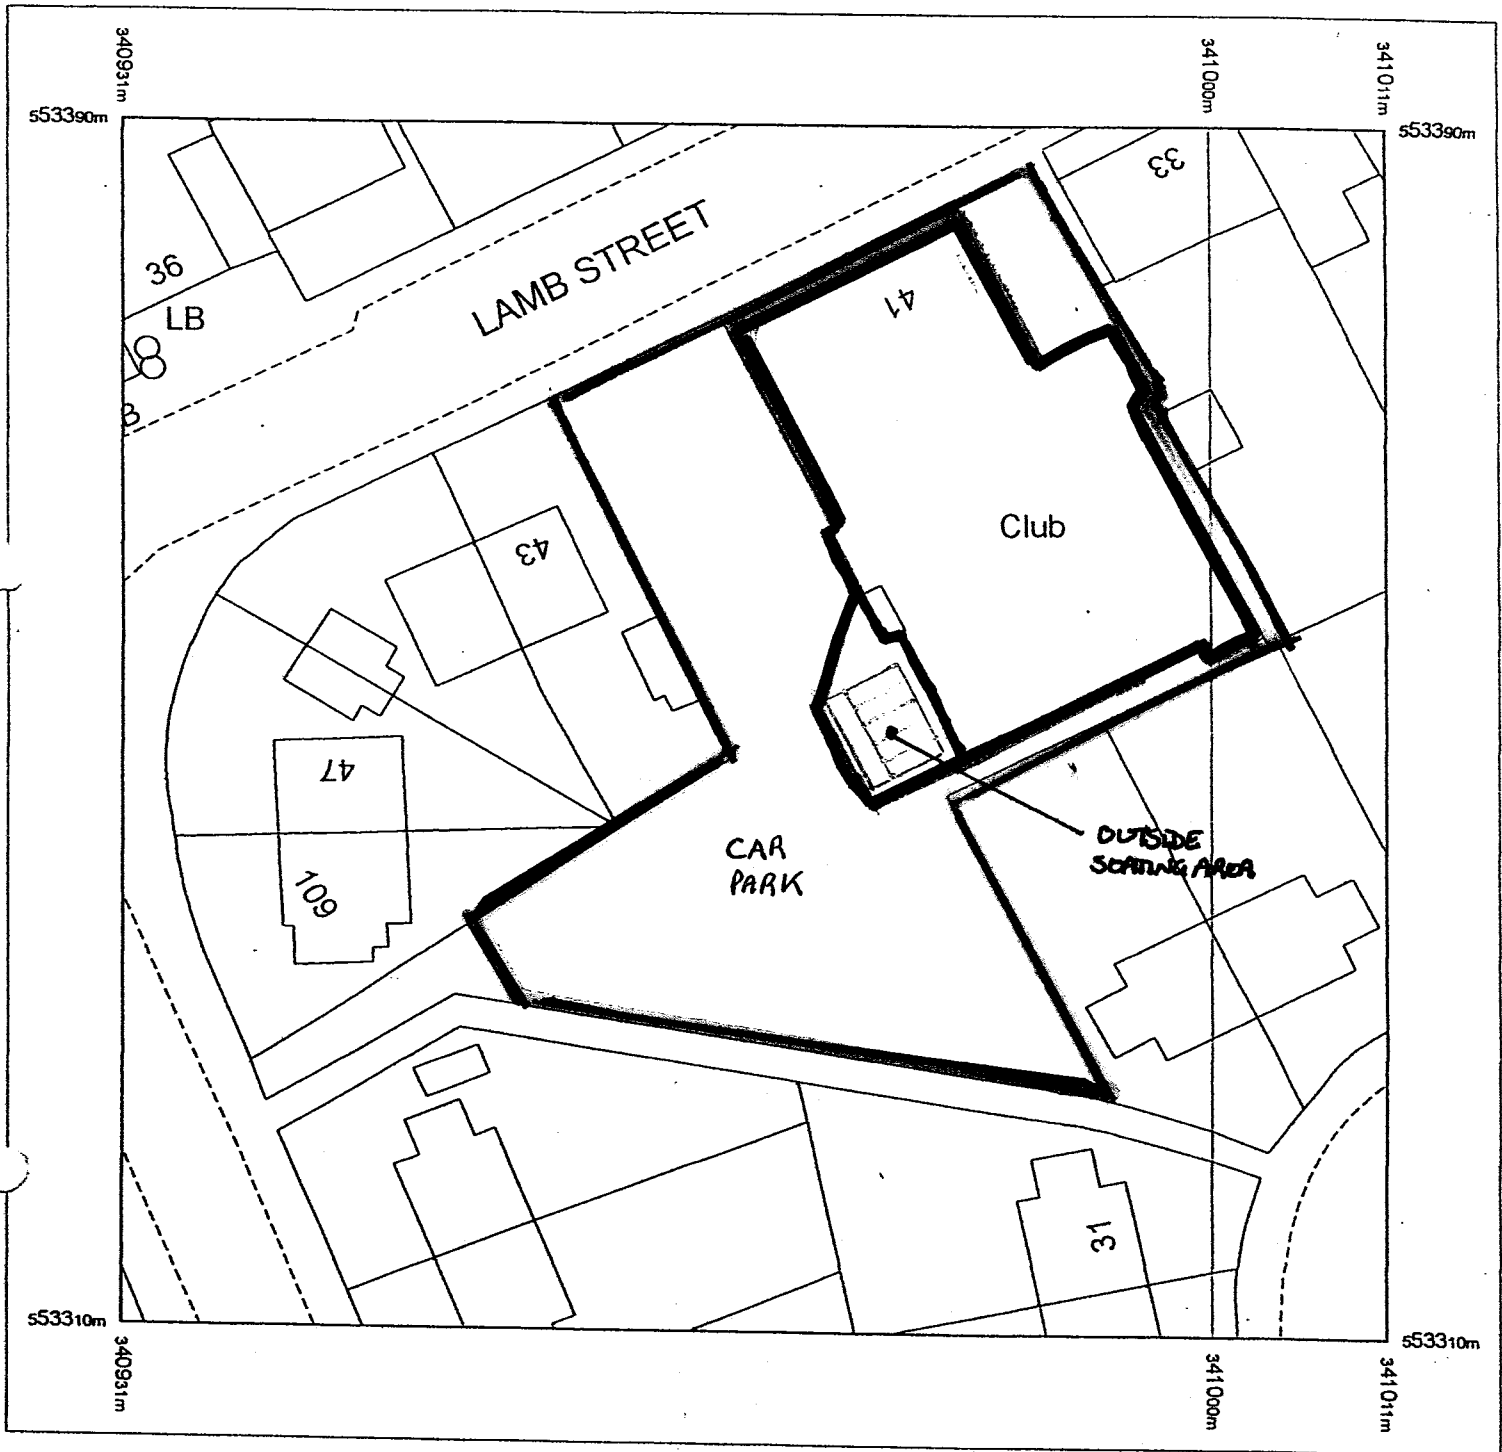 340931m
341000m
341011m
553390m
553390m
36
LB
LAMB STREET
33
41
B
Club
43
47
109
CAR
PARK
OUTSIDE
SEATING AREA
31
553310m
553310m
340931m
341000m
341011m